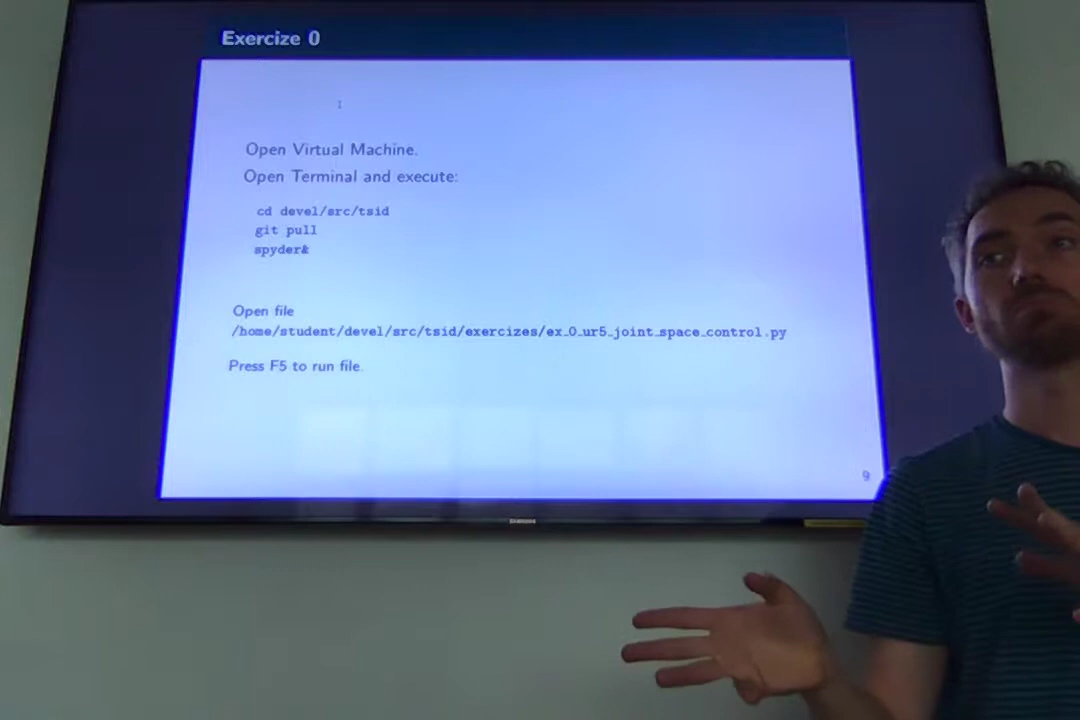 Exercize 0
Open Virtual Machine.
Open Terminal and execute:
cd devel/src/tsid
git pull
spyder&
Open file
/home/student/devel/src/tsid/exercizes/ex_0_ur5_joint_space_control.py
Press F5 to run file.
9
SAMSUNG